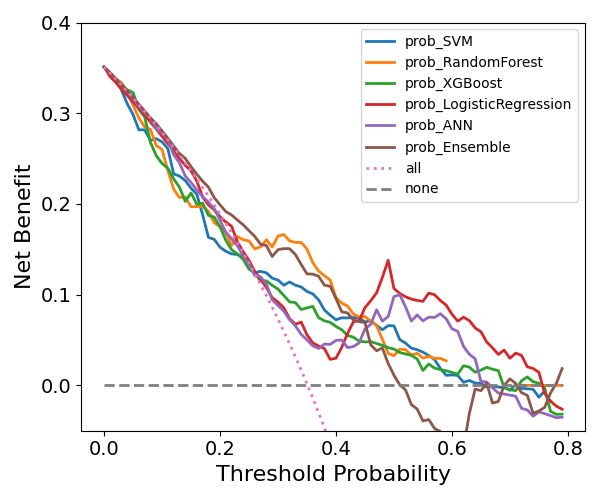 0.4
0.3
0.2
0.1
0.0
Net Benefit
prob_SVM
prob_RandomForest
prob_XGBoost
prob_LogisticRegression
prob_ANN
prob_Ensemble
all
none
0.0 0.2 0.4 0.6 0.8
Threshold Probability